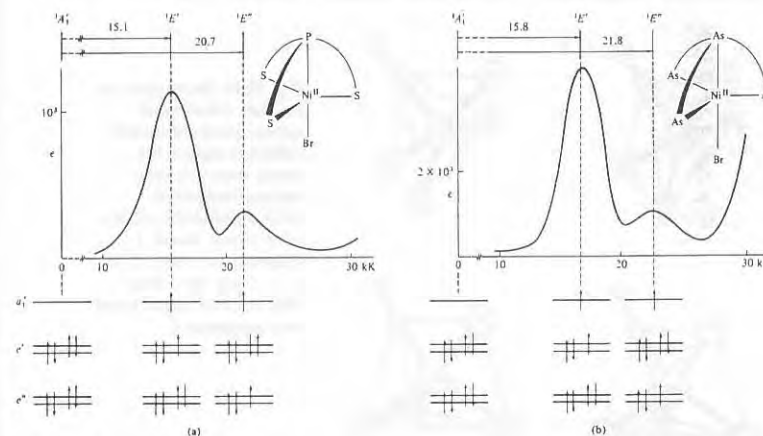 ¹A₁′ ¹E′ ¹E″
15.1
20.7
P
S S
Ni II
S
Br
10³
ϵ
0 10 20 30 kK
a₁′
e′
e″
(a)
¹A₁′ ¹E′ ¹E″
15.8
21.8
As
As
Ni II
As
Br
2 × 10³
ϵ
0 10 20 30 kK
(b)